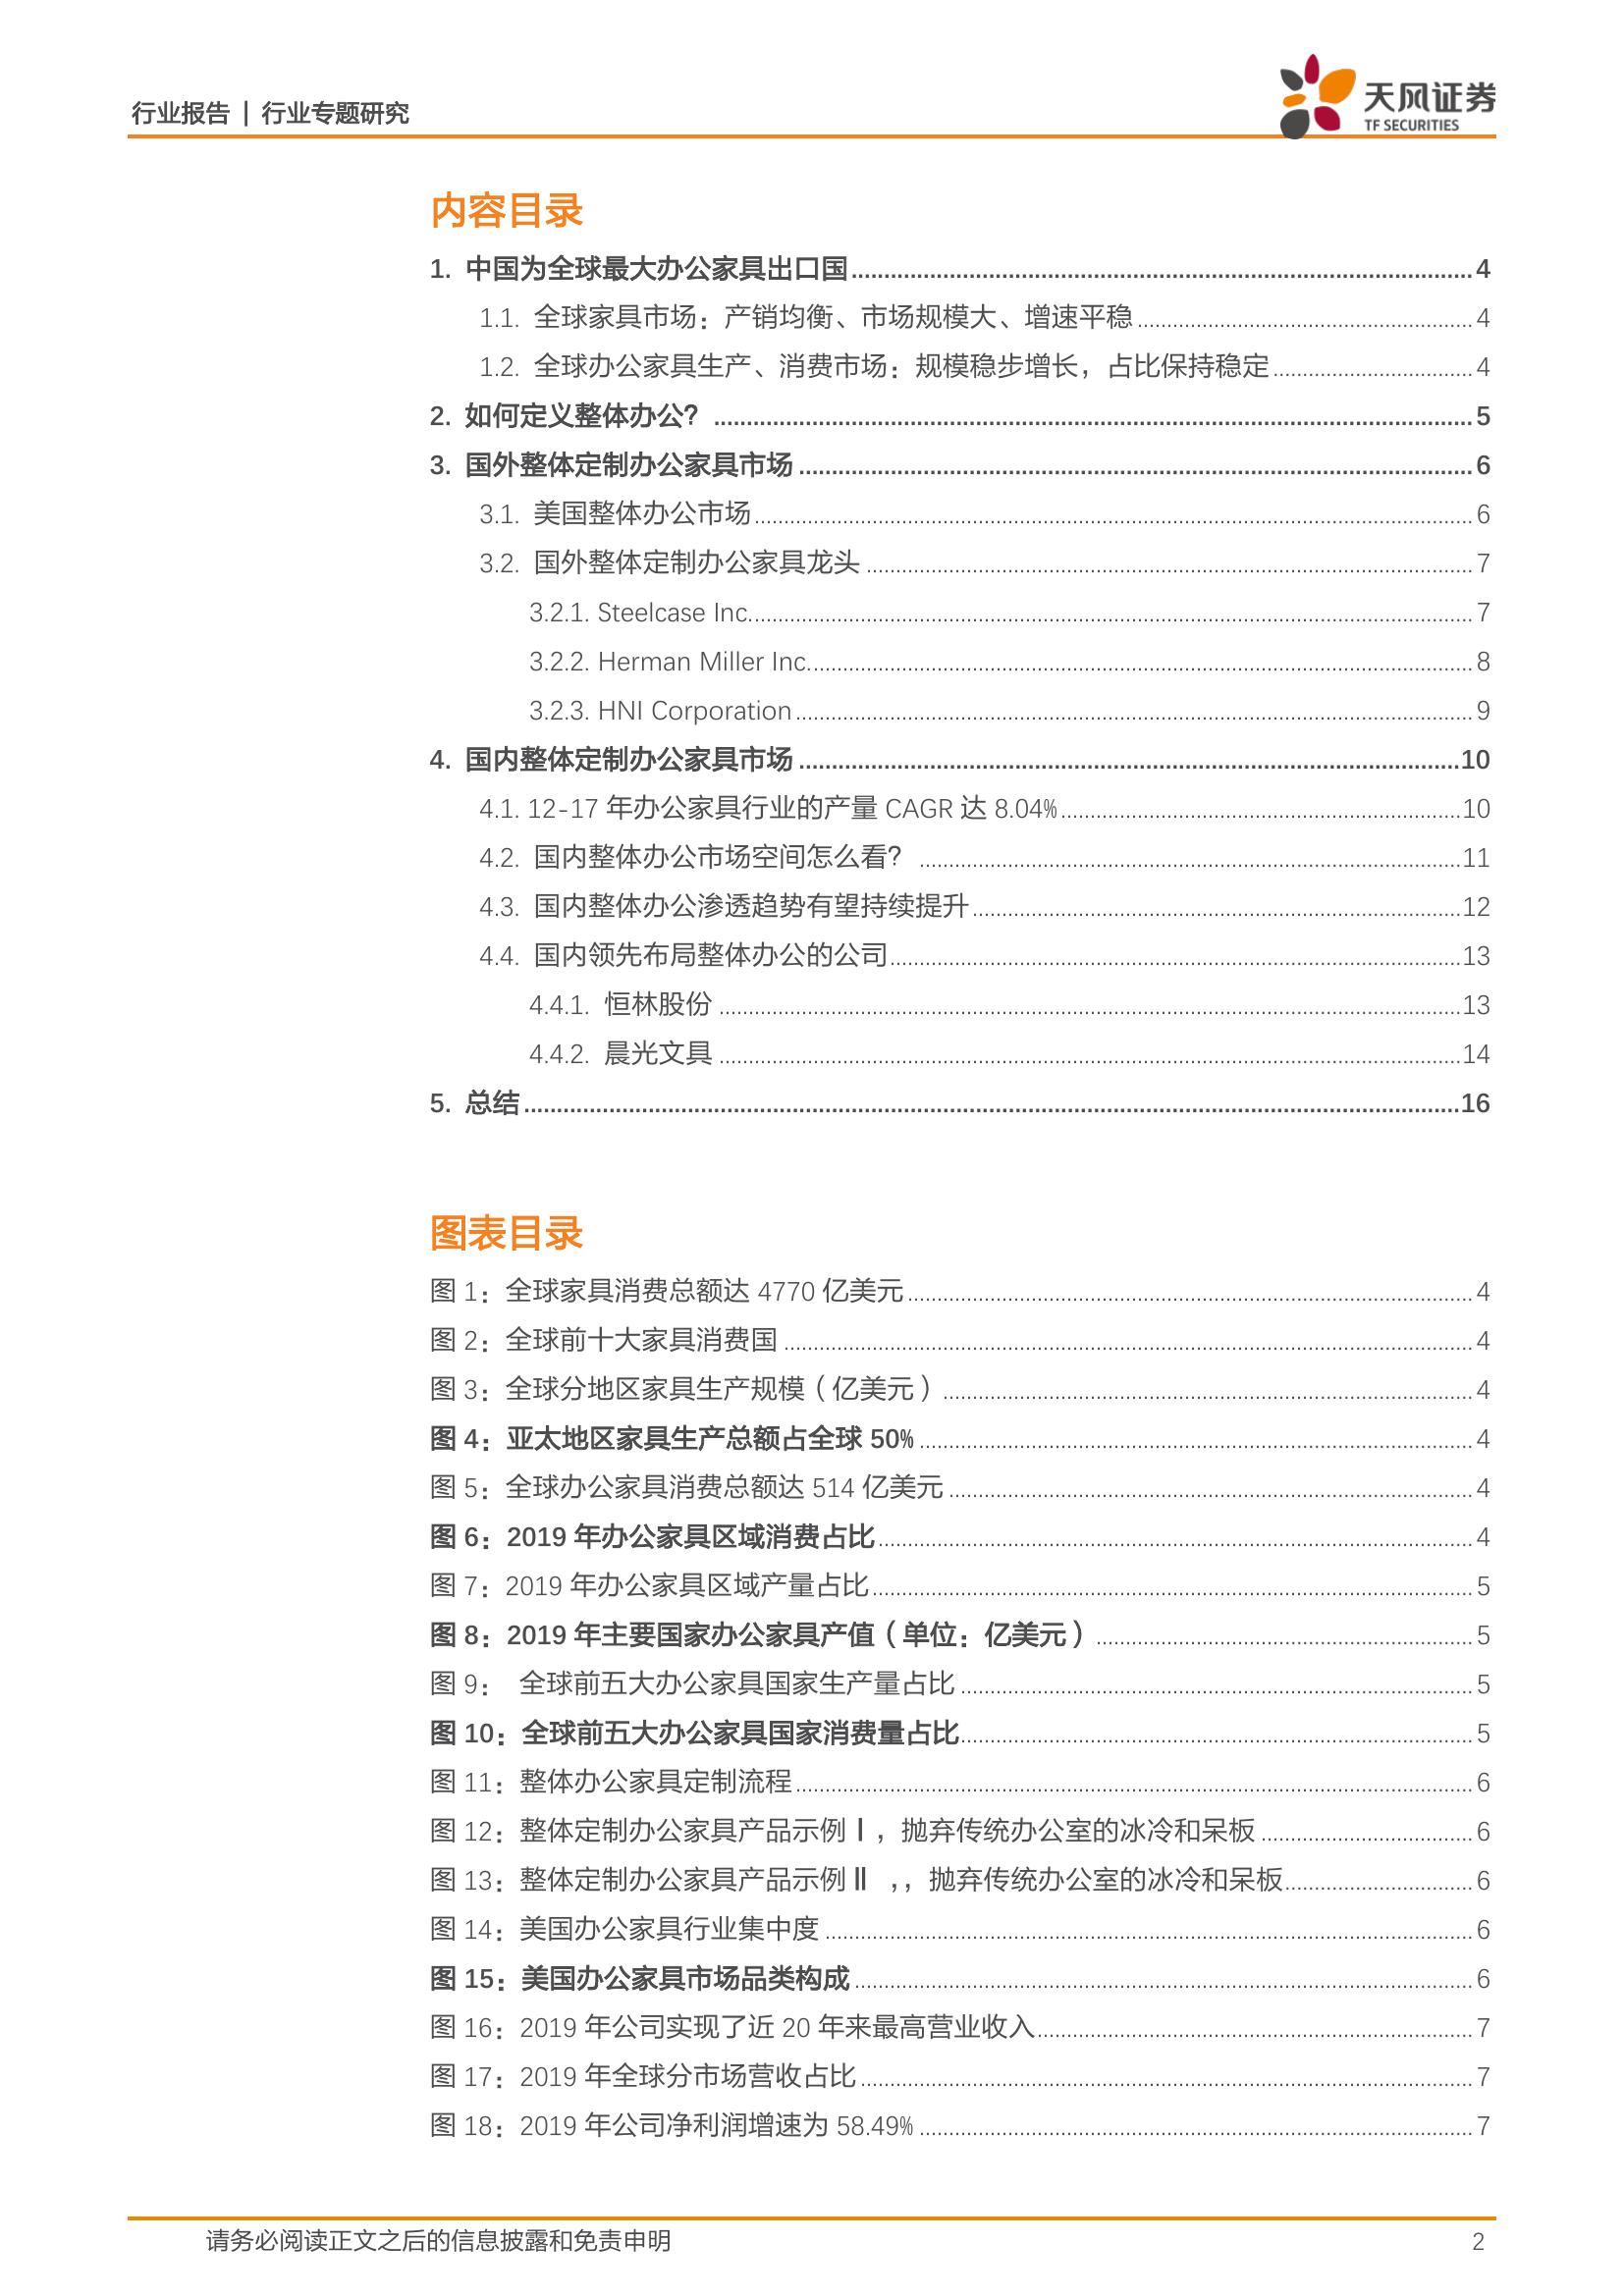 行业报告 | 行业专题研究
天风证券
TF SECURITIES
内容目录
1. 中国为全球最大办公家具出口国 4
1.1. 全球家具市场：产销均衡、市场规模大、增速平稳 4
1.2. 全球办公家具生产、消费市场：规模稳步增长，占比保持稳定 4
2. 如何定义整体办公？ 5
3. 国外整体定制办公家具市场 6
3.1. 美国整体办公市场 6
3.2. 国外整体定制办公家具龙头 7
3.2.1. Steelcase Inc. 7
3.2.2. Herman Miller Inc. 8
3.2.3. HNI Corporation 9
4. 国内整体定制办公家具市场 10
4.1. 12-17 年办公家具行业的产量 CAGR 达 8.04% 10
4.2. 国内整体办公市场空间怎么看？ 11
4.3. 国内整体办公渗透趋势有望持续提升 12
4.4. 国内领先布局整体办公的公司 13
4.4.1. 恒林股份 13
4.4.2. 晨光文具 14
5. 总结 16
图表目录
图 1：全球家具消费总额达 4770 亿美元 4
图 2：全球前十大家具消费国 4
图 3：全球分地区家具生产规模（亿美元） 4
图 4：亚太地区家具生产总额占全球 50% 4
图 5：全球办公家具消费总额达 514 亿美元 4
图 6：2019 年办公家具区域消费占比 4
图 7：2019 年办公家具区域产量占比 5
图 8：2019 年主要国家办公家具产值（单位：亿美元） 5
图 9： 全球前五大办公家具国家生产量占比 5
图 10：全球前五大办公家具国家消费量占比 5
图 11：整体办公家具定制流程 6
图 12：整体定制办公家具产品示例Ⅰ，抛弃传统办公室的冰冷和呆板 6
图 13：整体定制办公家具产品示例Ⅱ ，，抛弃传统办公室的冰冷和呆板 6
图 14：美国办公家具行业集中度 6
图 15：美国办公家具市场品类构成 6
图 16：2019 年公司实现了近 20 年来最高营业收入 7
图 17：2019 年全球分市场营收占比 7
图 18：2019 年公司净利润增速为 58.49% 7
请务必阅读正文之后的信息披露和免责申明 2